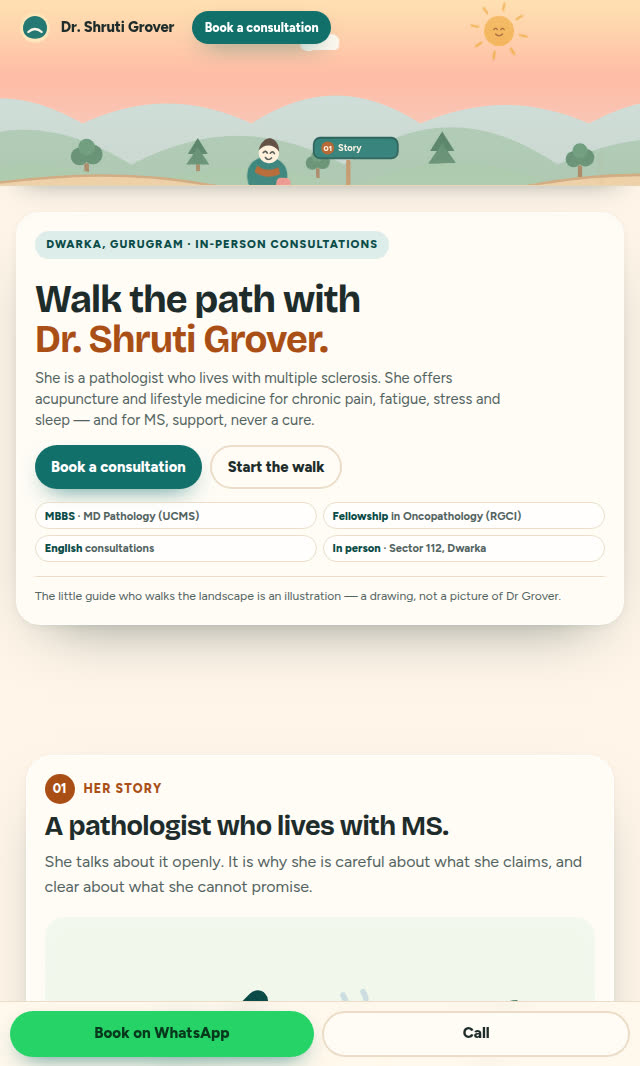 Dr. Shruti Grover
Book a consultation
01 Story
DWARKA, GURUGRAM · IN-PERSON CONSULTATIONS
Walk the path with
Dr. Shruti Grover.
She is a pathologist who lives with multiple sclerosis. She offers
acupuncture and lifestyle medicine for chronic pain, fatigue, stress and
sleep — and for MS, support, never a cure.
Book a consultation
Start the walk
MBBS · MD Pathology (UCMS)
Fellowship in Oncopathology (RGCI)
English consultations
In person · Sector 112, Dwarka
The little guide who walks the landscape is an illustration — a drawing, not a picture of Dr Grover.
01 HER STORY
A pathologist who lives with MS.
She talks about it openly. It is why she is careful about what she claims, and
clear about what she cannot promise.
Book on WhatsApp
Call